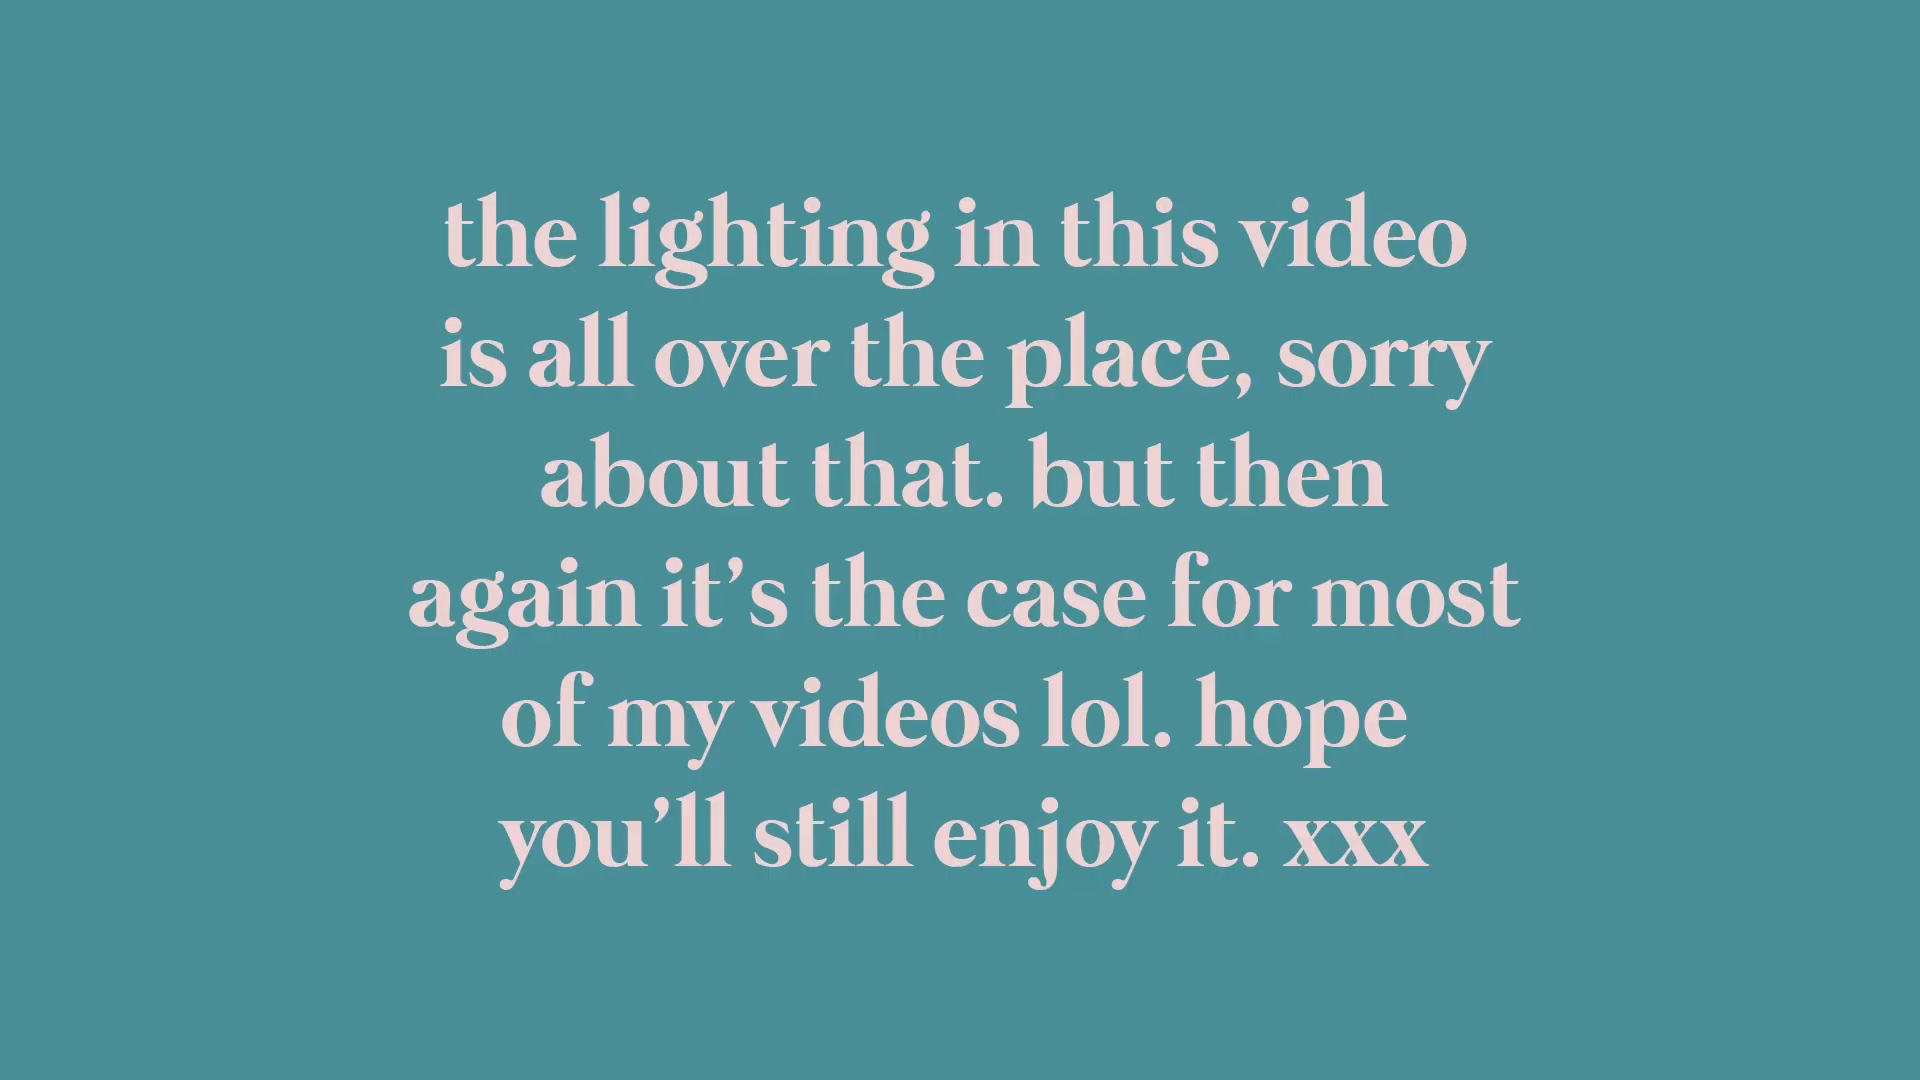 the lighting in this video
is all over the place, sorry
about that. but then
again it’s the case for most
of my videos lol. hope
you’ll still enjoy it. xxx